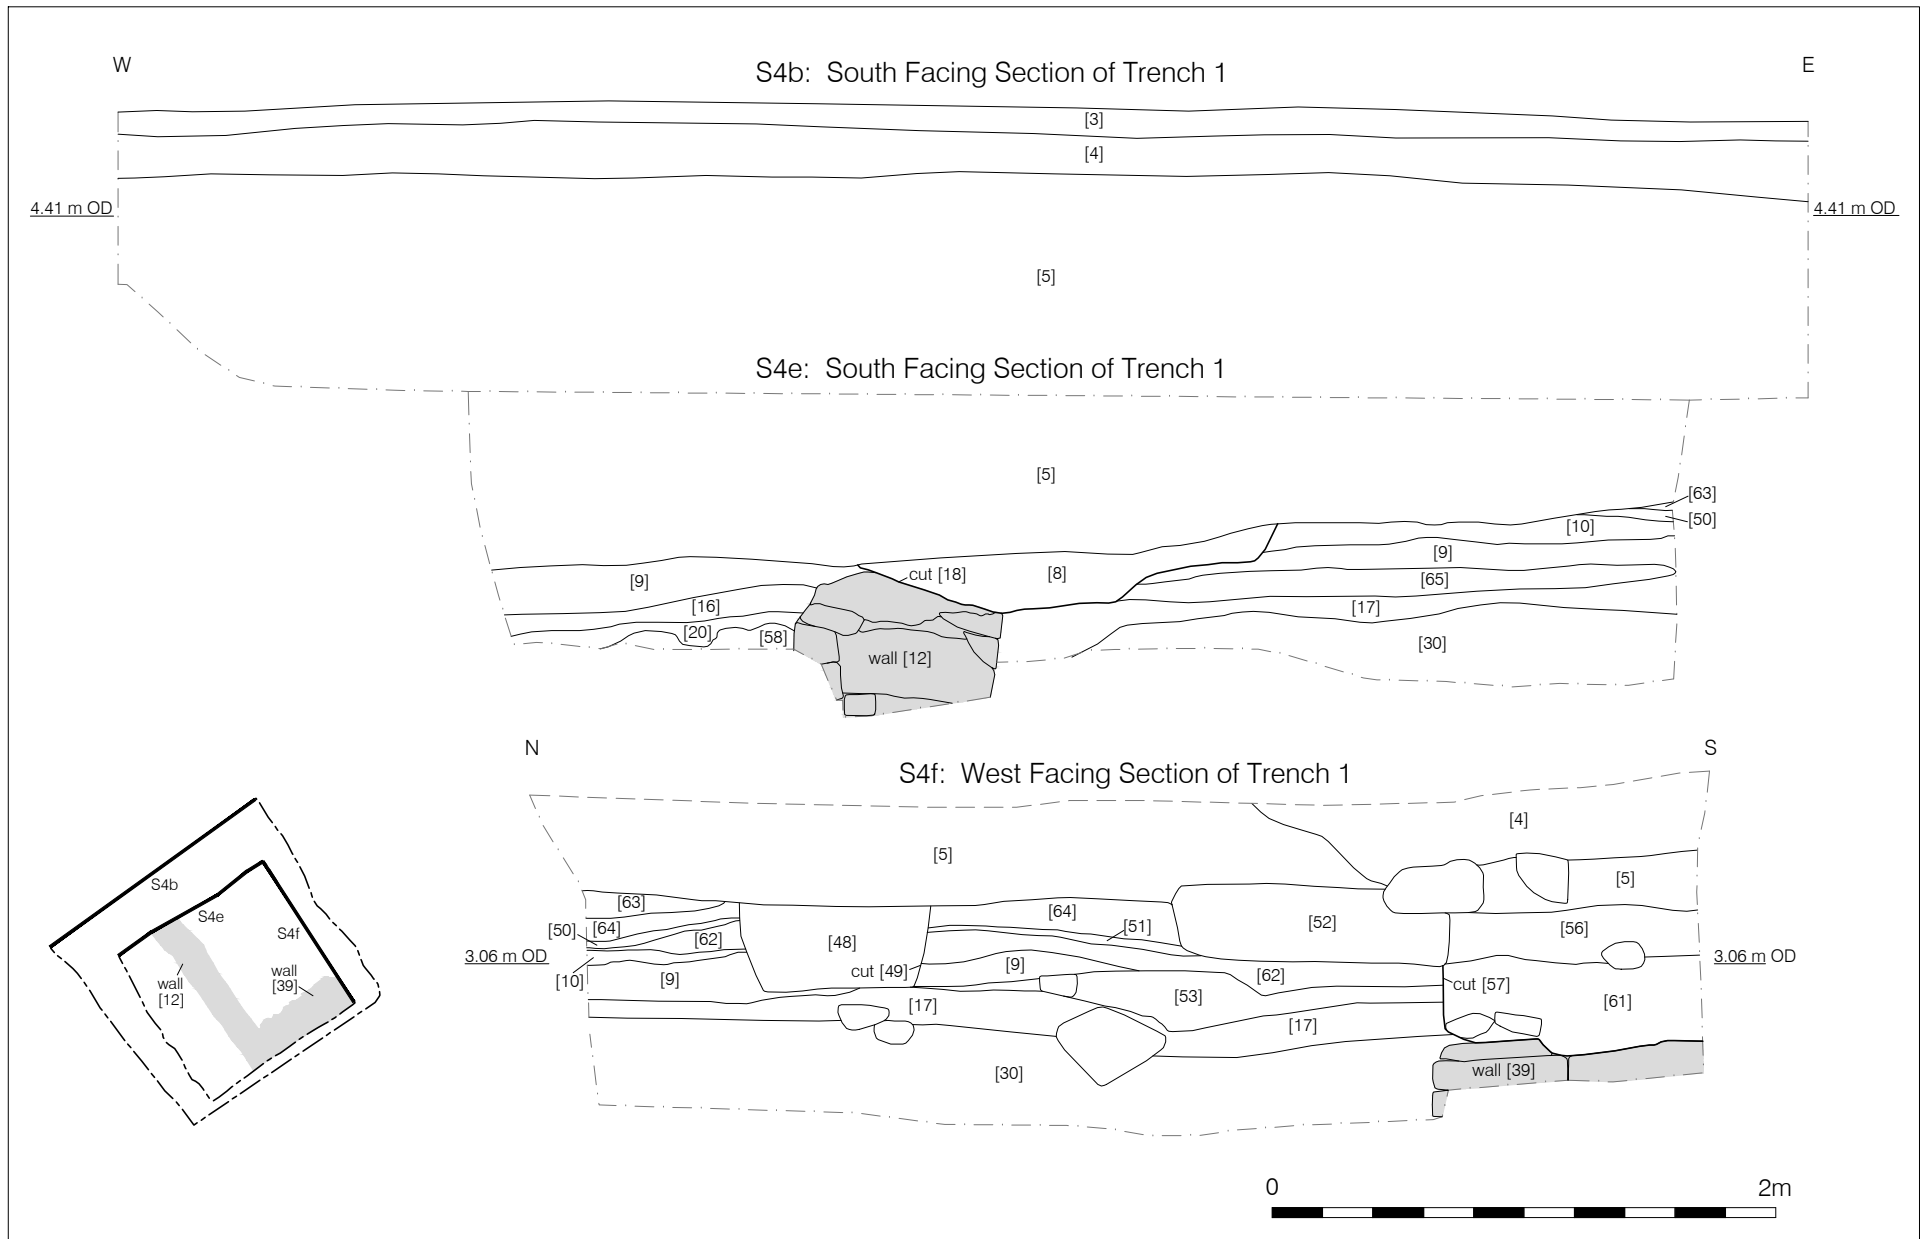 W
S4b: South Facing Section of Trench 1
E
[3]
[4]
4.41 m OD
4.41 m OD
[5]
S4e: South Facing Section of Trench 1
[5]
[63]
[50]
[10]
[9]
[9]
cut [18]
[8]
[65]
[16]
[17]
[20]
[58]
[30]
wall [12]
N
S
S4f: West Facing Section of Trench 1
[4]
[5]
[5]
[63]
[64]
[64]
[52]
[56]
[50]
[62]
[48]
[51]
3.06 m OD
3.06 m OD
[10]
[9]
cut [49]
[9]
[62]
cut [57]
[53]
[61]
[17]
[17]
[30]
wall [39]
S4b
S4e
S4f
wall
[12]
wall
[39]
0
2m